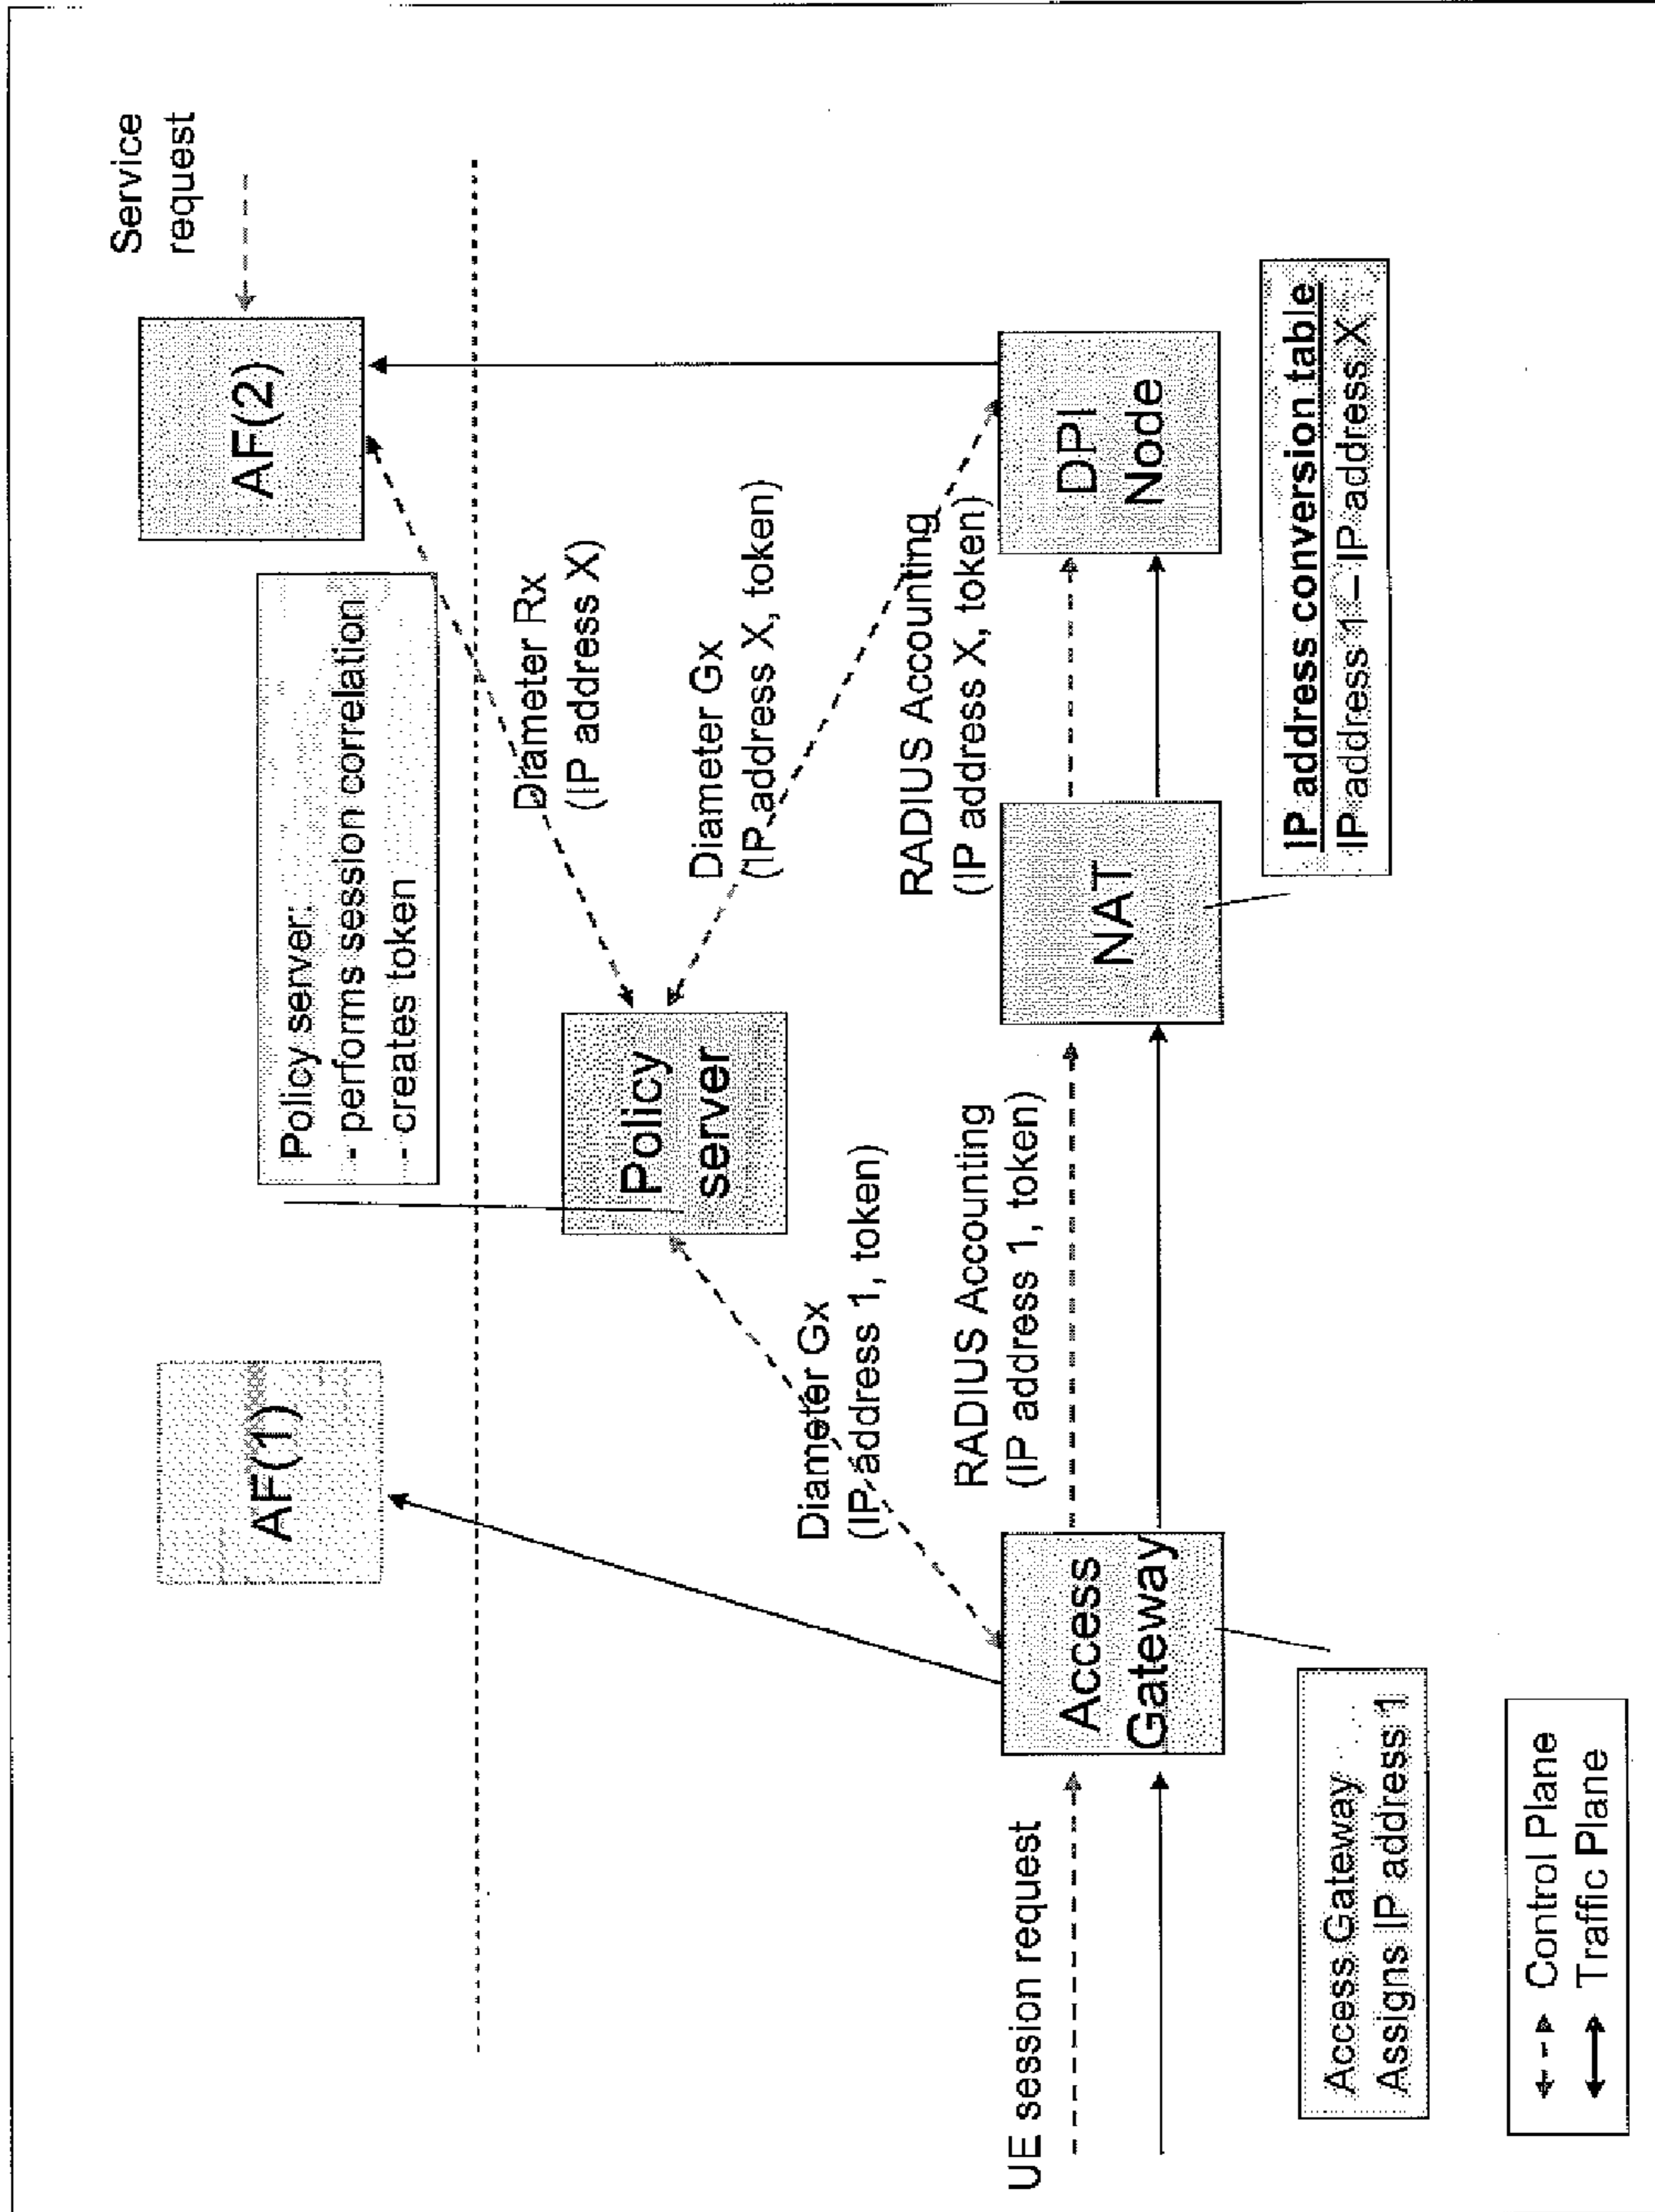 Service
request
AF(1)
Policy server:
- performs session correlation
- creates token
AF(2)
Diameter Rx
(IP address X)
Policy
server
Diameter Gx
(IP address X, token)
Diameter Gx
(IP address 1, token)
RADIUS Accounting
(IP address X, token)
RADIUS Accounting
(IP address 1, token)
UE session request
Access
Gateway
NAT
DPI
Node
Access Gateway
Assigns IP address 1
IP address conversion table
IP address 1 – IP address X
Control Plane
Traffic Plane